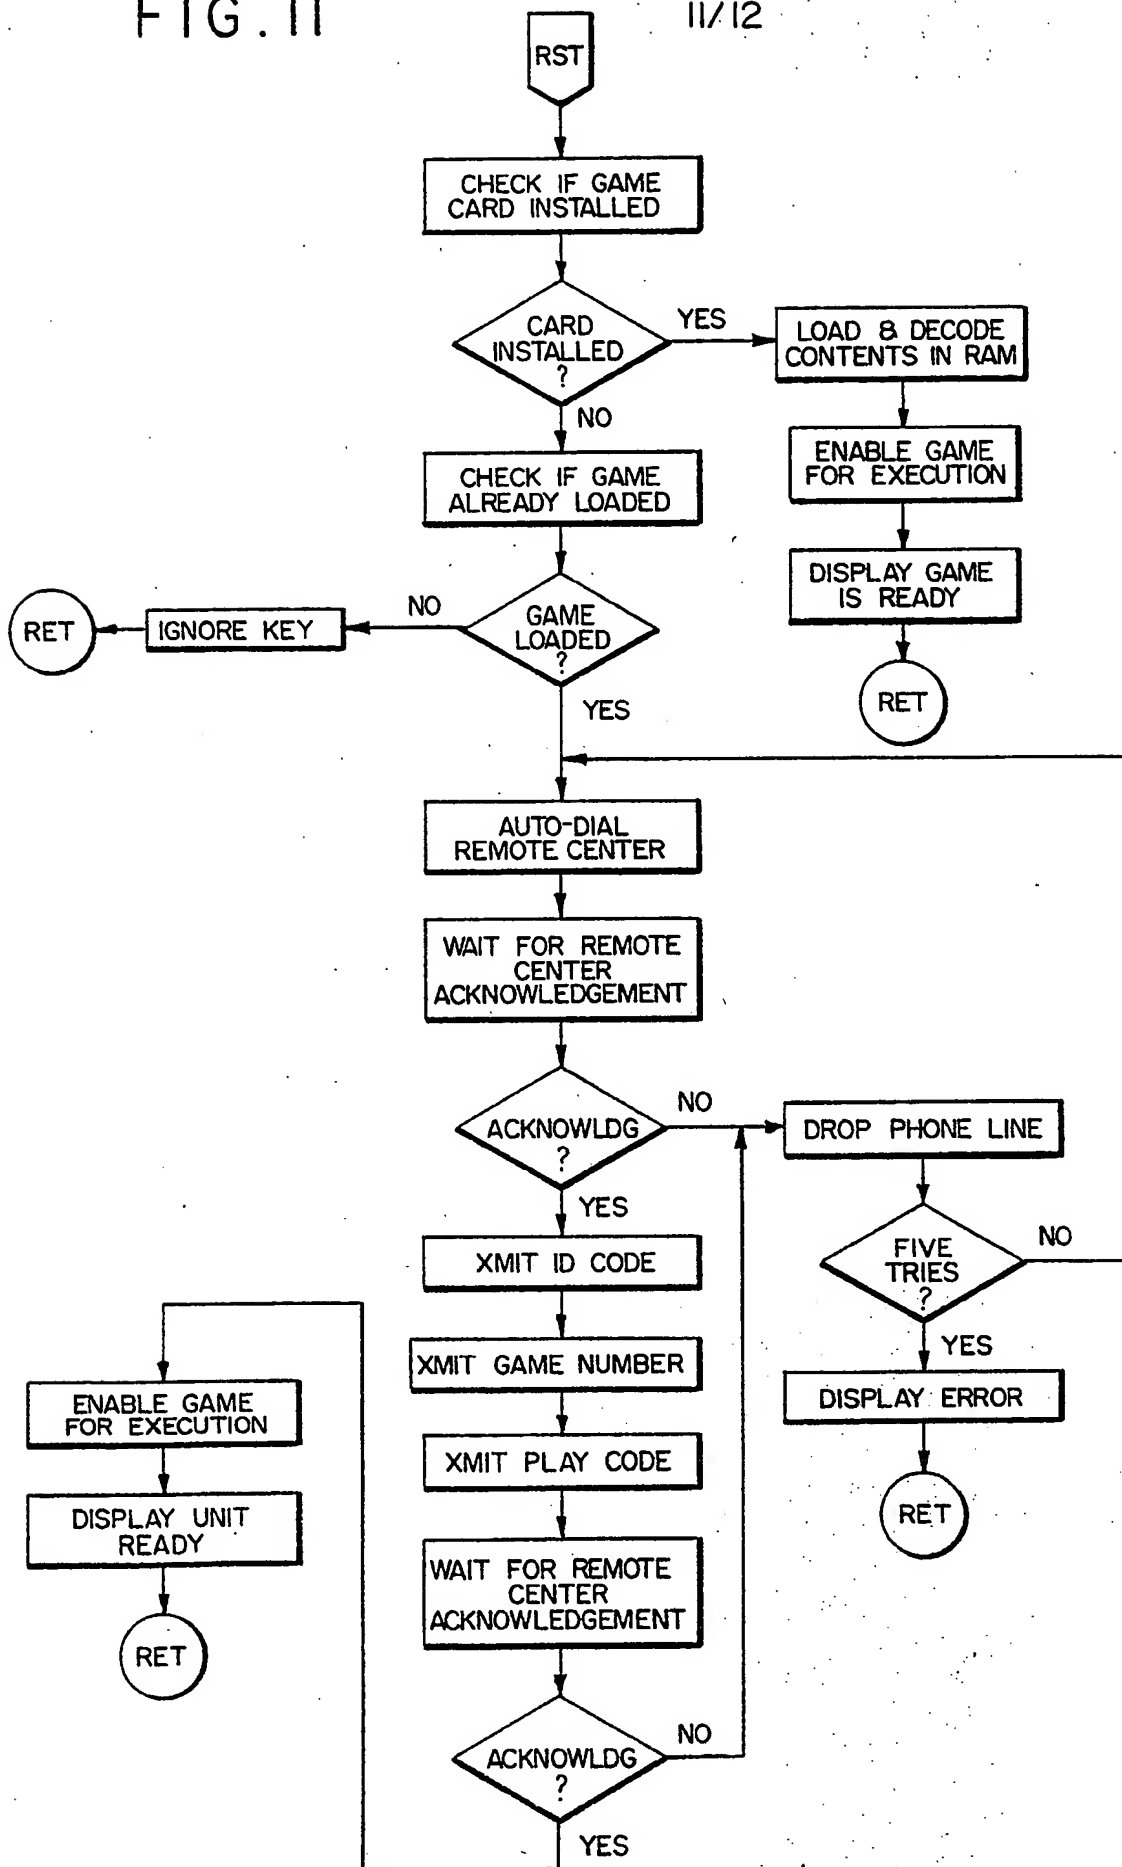 FIG. 11
11/12
RST
CHECK IF GAME
CARD INSTALLED
CARD
INSTALLED
?
YES
NO
LOAD & DECODE
CONTENTS IN RAM
ENABLE GAME
FOR EXECUTION
DISPLAY GAME
IS READY
RET
CHECK IF GAME
ALREADY LOADED
GAME
LOADED
?
NO
IGNORE KEY
RET
YES
AUTO-DIAL
REMOTE CENTER
WAIT FOR REMOTE
CENTER
ACKNOWLEDGEMENT
ACKNOWLDG
?
NO
DROP PHONE LINE
FIVE
TRIES
?
NO
YES
DISPLAY ERROR
RET
YES
XMIT ID CODE
XMIT GAME NUMBER
XMIT PLAY CODE
WAIT FOR REMOTE
CENTER
ACKNOWLEDGEMENT
ACKNOWLDG
?
NO
YES
ENABLE GAME
FOR EXECUTION
DISPLAY UNIT
READY
RET